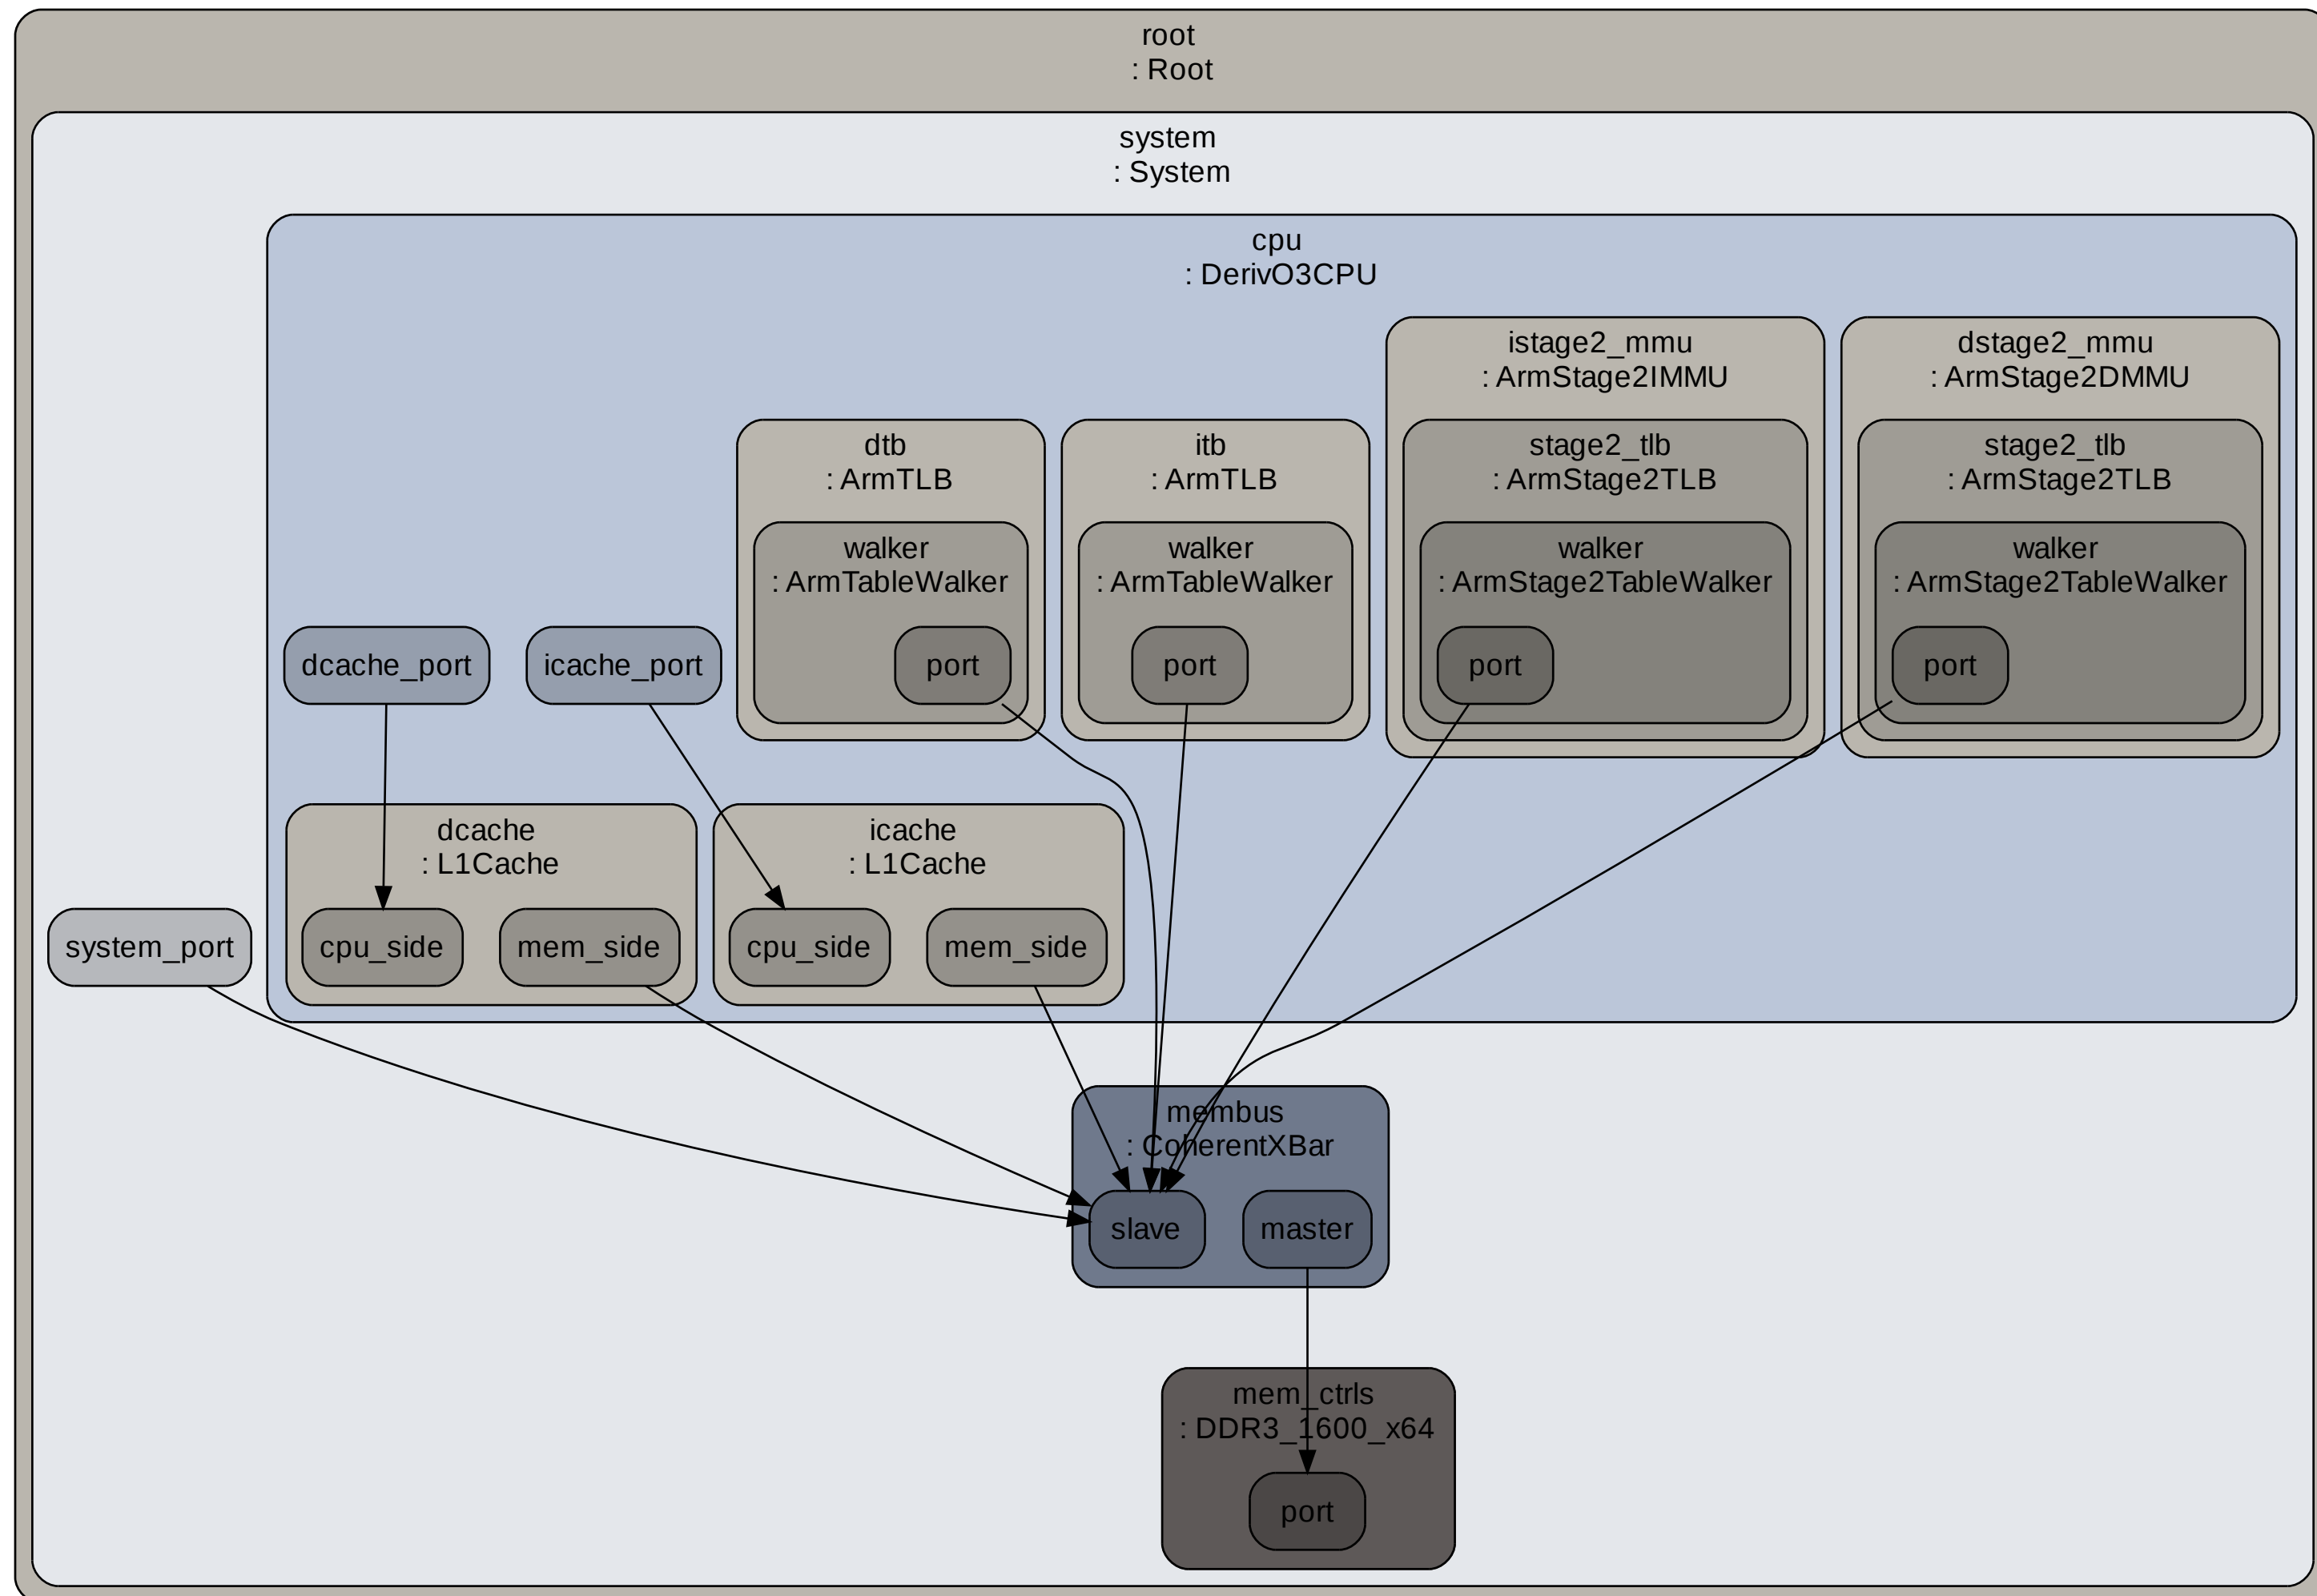 root
: Root
system
: System
cpu
: DerivO3CPU
istage2_mmu
: ArmStage2IMMU
dstage2_mmu
: ArmStage2DMMU
dtb
: ArmTLB
itb
: ArmTLB
stage2_tlb
: ArmStage2TLB
stage2_tlb
: ArmStage2TLB
walker
: ArmTableWalker
walker
: ArmTableWalker
walker
: ArmStage2TableWalker
walker
: ArmStage2TableWalker
dcache_port
icache_port
port
port
port
port
dcache
: L1Cache
icache
: L1Cache
system_port
cpu_side
mem_side
cpu_side
mem_side
membus
: CoherentXBar
slave
master
mem_ctrls
: DDR3_1600_x64
port